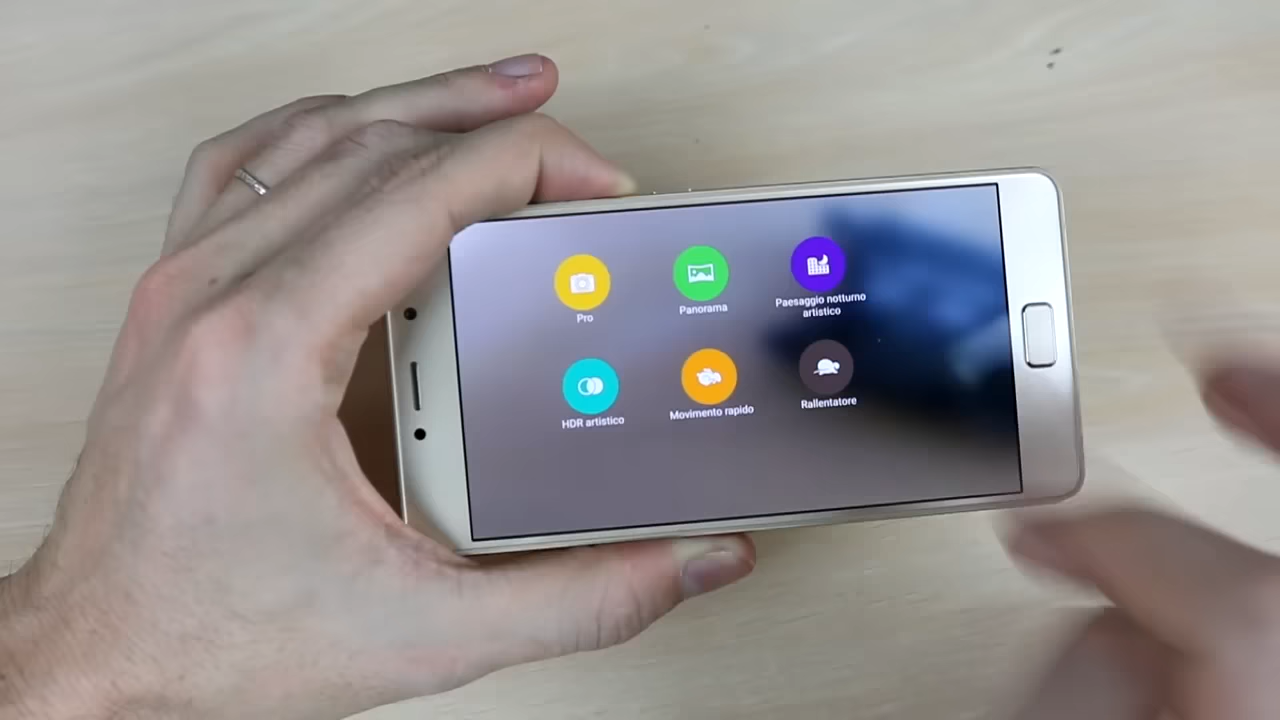 Pro
Panorama
Paesaggio notturno
artistico
HDR artistico
Movimento rapido
Rallentatore